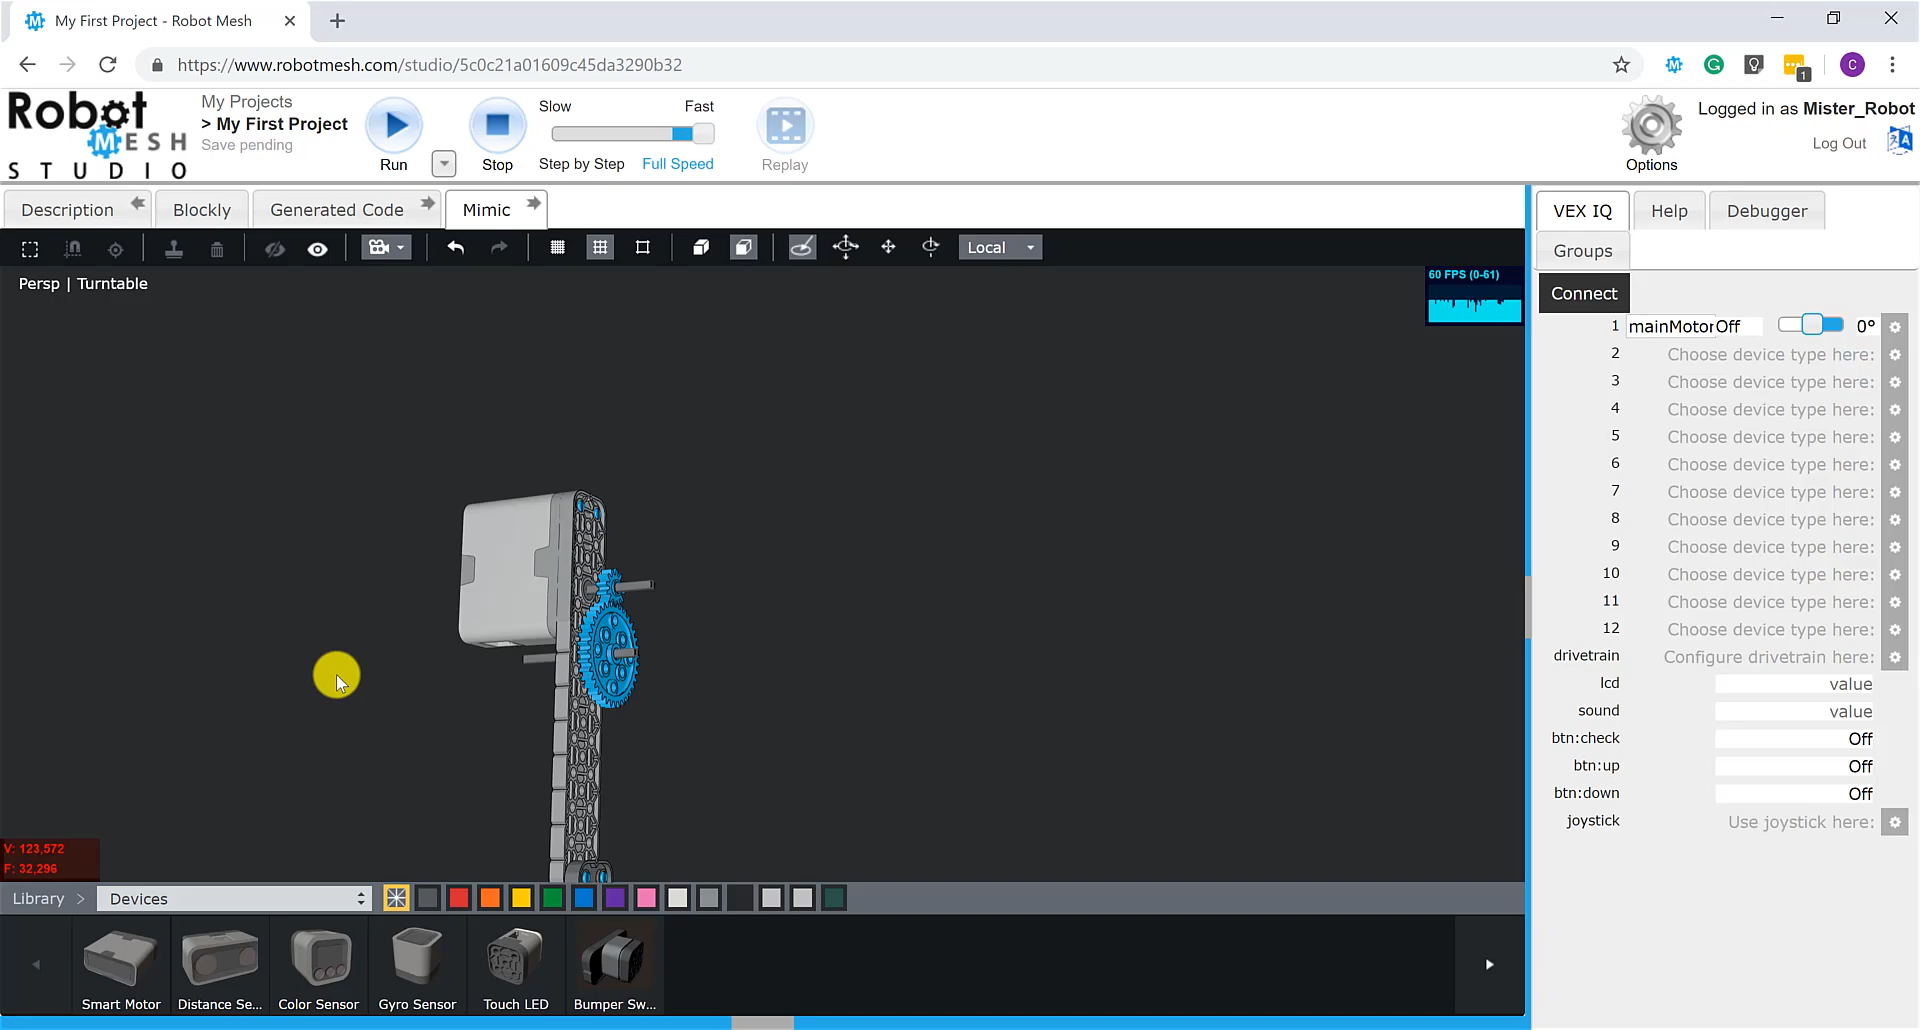 My First Project - Robot Mesh
https://www.robotmesh.com/studio/5c0c21a01609c45da3290b32
1
C
Robot
MESH
STUDIO
My Projects
> My First Project
Save pending
Run
Stop
Slow
Fast
Step by Step
Full Speed
Replay
Options
Logged in as Mister_Robot
Log Out
Description
Blockly
Generated Code
Mimic
VEX IQ
Help
Debugger
Groups
Local
Persp | Turntable
60 FPS (0-61)
Connect
1 mainMotor Off 0°
2 Choose device type here:
3 Choose device type here:
4 Choose device type here:
5 Choose device type here:
6 Choose device type here:
7 Choose device type here:
8 Choose device type here:
9 Choose device type here:
10 Choose device type here:
11 Choose device type here:
12 Choose device type here:
drivetrain Configure drivetrain here:
lcd value
sound value
btn:check Off
btn:up Off
btn:down Off
joystick Use joystick here:
V: 123,572
F: 32,296
Library > Devices
Smart Motor
Distance Se...
Color Sensor
Gyro Sensor
Touch LED
Bumper Sw...